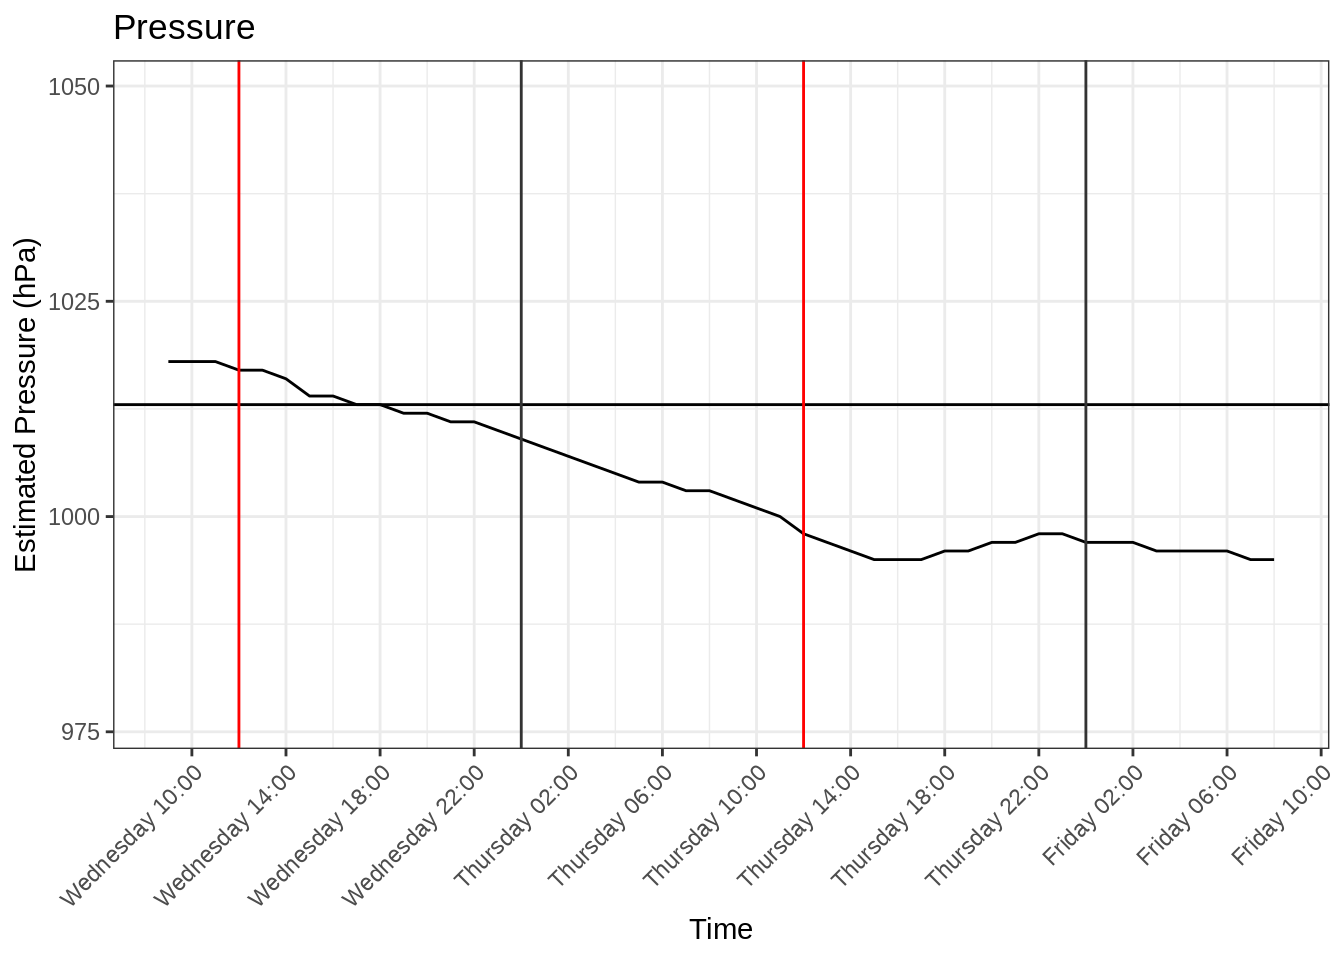 Pressure
Estimated Pressure (hPa)
1050
1025
1000
975
Wednesday 10:00
Wednesday 14:00
Wednesday 18:00
Wednesday 22:00
Thursday 02:00
Thursday 06:00
Thursday 10:00
Thursday 14:00
Thursday 18:00
Thursday 22:00
Friday 02:00
Friday 06:00
Friday 10:00
Time